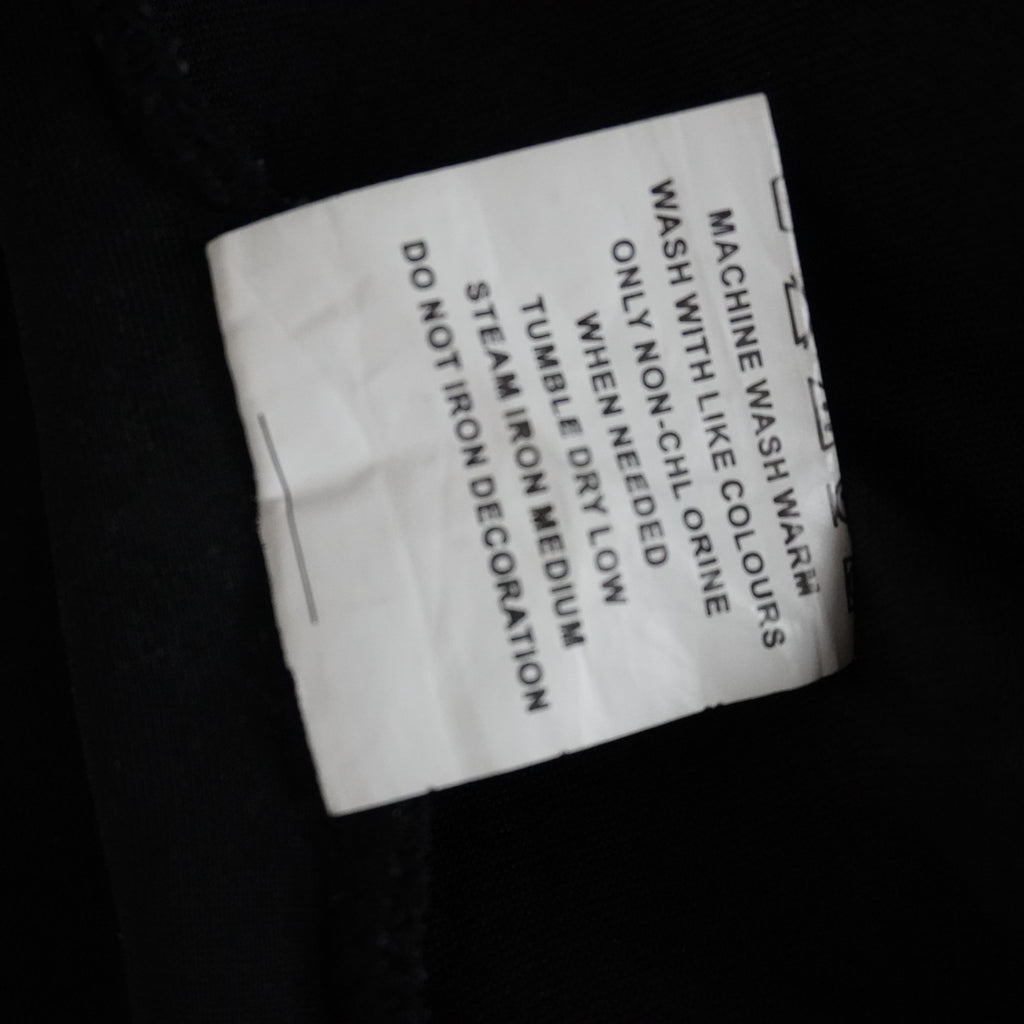 MACHINE WASH WARM
WASH WITH LIKE COLOURS
ONLY NON-CHL ORINE
WHEN NEEDED
TUMBLE DRY LOW
STEAM IRON MEDIUM
DO NOT IRON DECORATION